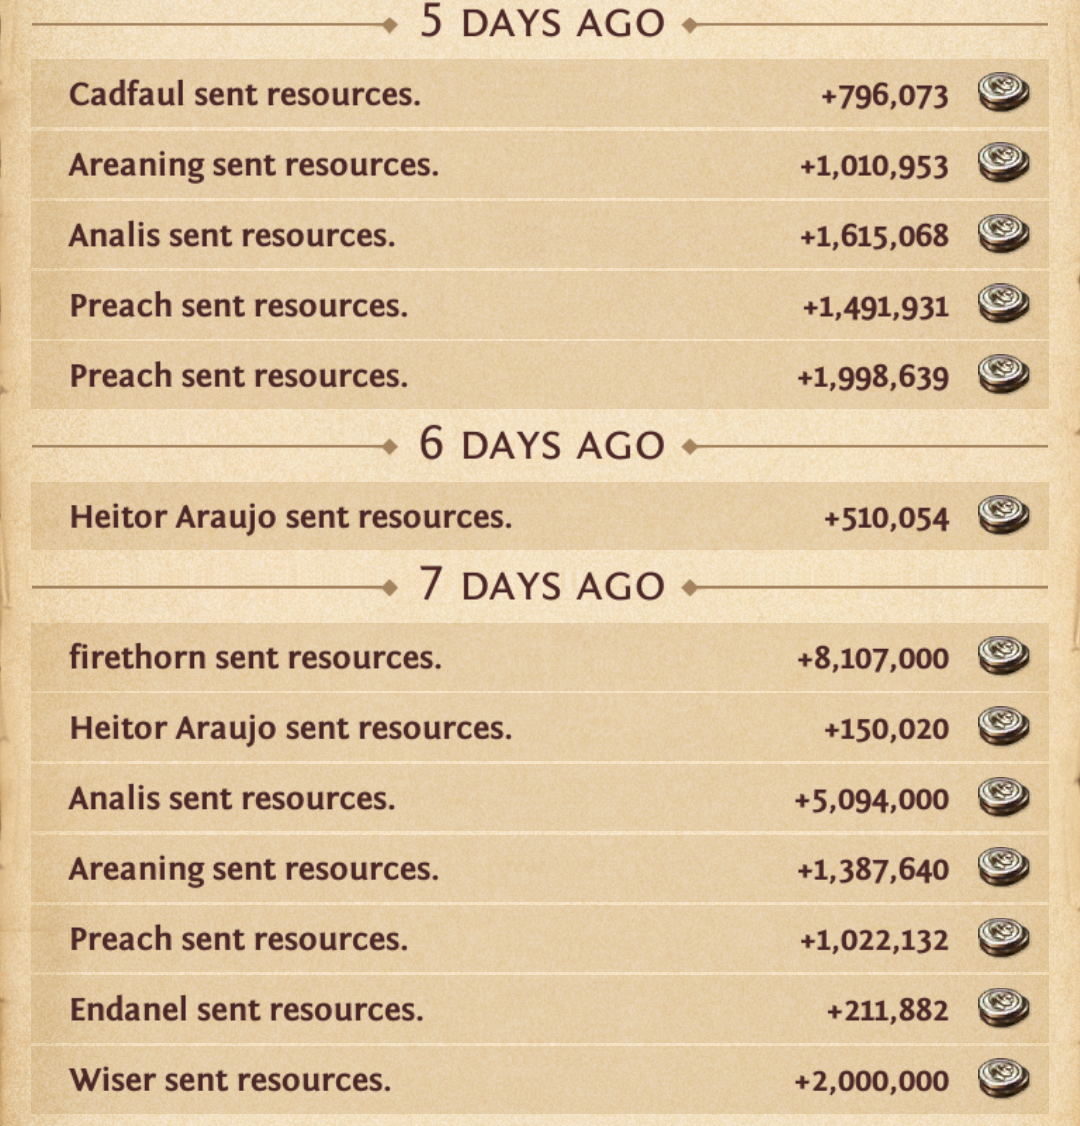 5 DAYS AGO
Cadfaul sent resources. +796,073
Areaning sent resources. +1,010,953
Analis sent resources. +1,615,068
Preach sent resources. +1,491,931
Preach sent resources. +1,998,639
6 DAYS AGO
Heitor Araujo sent resources. +510,054
7 DAYS AGO
firethorn sent resources. +8,107,000
Heitor Araujo sent resources. +150,020
Analis sent resources. +5,094,000
Areaning sent resources. +1,387,640
Preach sent resources. +1,022,132
Endanel sent resources. +211,882
Wiser sent resources. +2,000,000